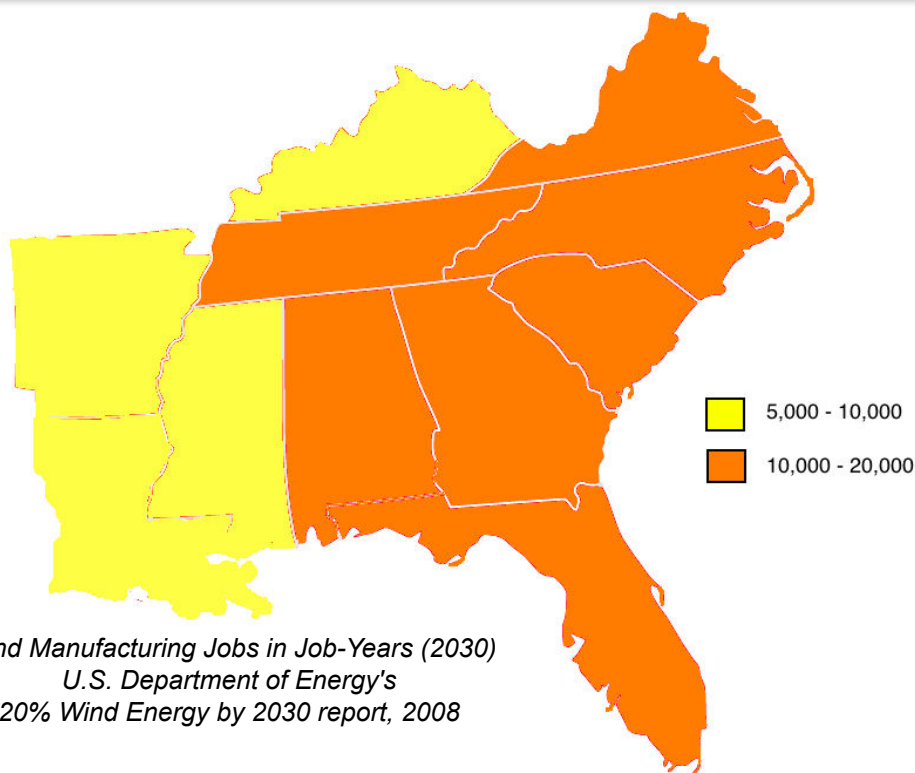 5,000 - 10,000
10,000 - 20,000
nd Manufacturing Jobs in Job-Years (2030)
U.S. Department of Energy's
20% Wind Energy by 2030 report, 2008